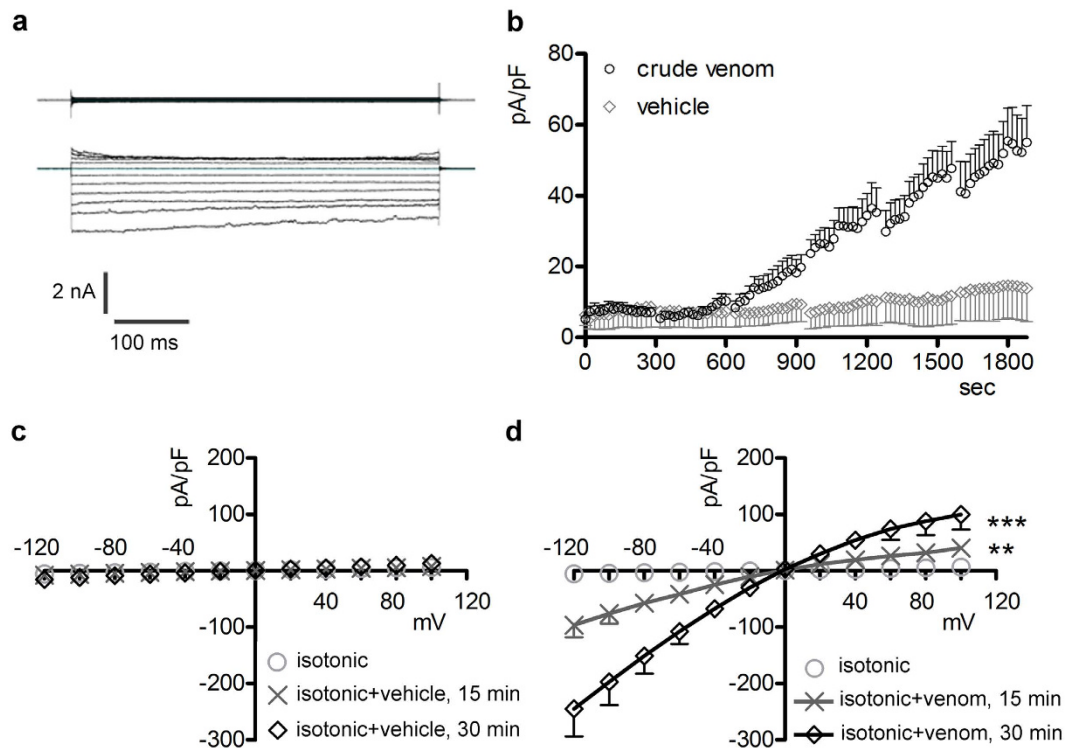 a
2 nA
100 ms
b
pA/pF
80
60
40
20
0
crude venom
vehicle
0 300 600 900 1200 1500 1800
sec
c
pA/pF
200
100
-100
-200
-300
-120 -80 -40
40 80 120
mV
isotonic
isotonic+vehicle, 15 min
isotonic+vehicle, 30 min
d
pA/pF
200
100
-100
-200
-300
-120 -80 -40
40 80 120
mV
***
**
isotonic
isotonic+venom, 15 min
isotonic+venom, 30 min